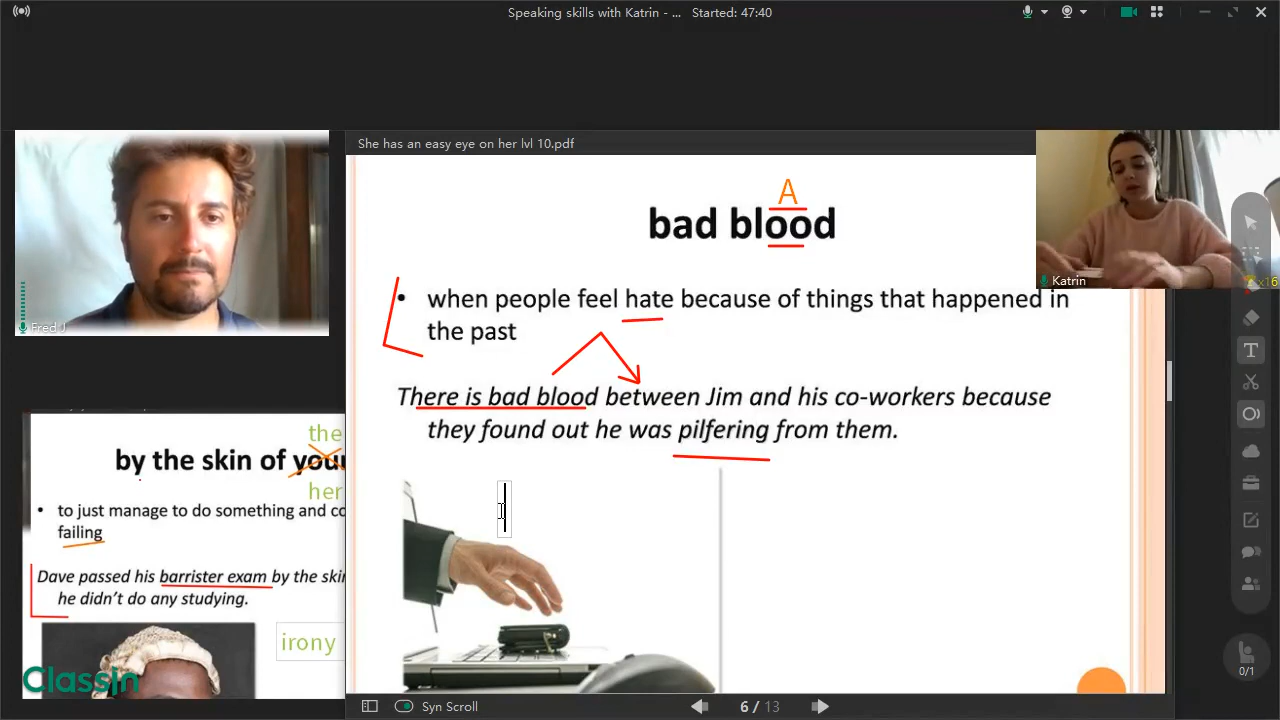 Speaking skills with Katrin - ... Started: 47:40
She has an easy eye on her lvl 10.pdf
A
bad blood
• when people feel hate because of things that happened in
the past
There is bad blood between Jim and his co-workers because
they found out he was pilfering from them.
Fred J
Katrin
x16
the
by the skin of your
her
• to just manage to do something and co
failing
Dave passed his barrister exam by the skin
he didn't do any studying.
irony
ClassIn
T
0/1
Syn Scroll
6 / 13